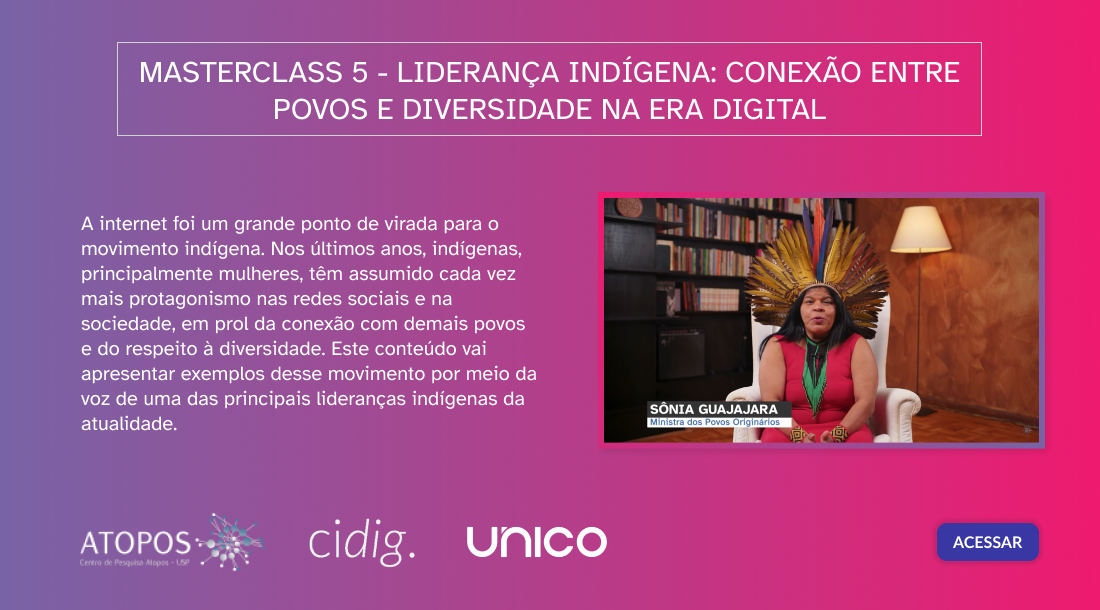 MASTERCLASS 5 - LIDERANÇA INDÍGENA: CONEXÃO ENTRE
POVOS E DIVERSIDADE NA ERA DIGITAL
A internet foi um grande ponto de virada para o
movimento indígena. Nos últimos anos, indígenas,
principalmente mulheres, têm assumido cada vez
mais protagonismo nas redes sociais e na
sociedade, em prol da conexão com demais povos
e do respeito à diversidade. Este conteúdo vai
apresentar exemplos desse movimento por meio da
voz de uma das principais lideranças indígenas da
atualidade.
SÔNIA GUAJAJARA
Ministra dos Povos Originários
ATOPOS
Centro de Pesquisa Atopos - USP
cidig.
unico
ACESSAR